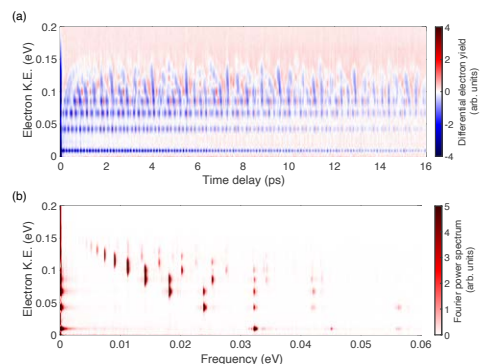 (a)
0.2
0.15
0.1
0.05
0
Electron K.E. (eV)
0 2 4 6 8 10 12 14 16
Time delay (ps)
4
2
0
-2
-4
Differential electron yield
(arb. units)
(b)
0.2
0.15
0.1
0.05
0
Electron K.E. (eV)
0 0.01 0.02 0.03 0.04 0.05 0.06
Frequency (eV)
5
4
3
2
1
0
Fourier power spectrum
(arb. units)